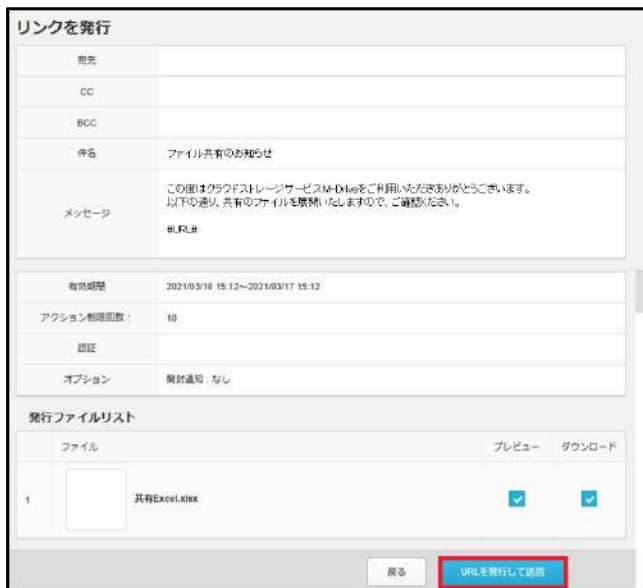 リンクを発行
宛先
CC
BCC
件名 ファイル共有のお知らせ
この度はクラウドストレージサービスM-Driveをご利用いただきありがとうございます。
以下の通り、共有のファイルを展開いたしますので、ご確認ください。
メッセージ
#URL#
有効期間 2021/03/10 15:12～2021/03/17 15:12
アクション制限回数： 10
認証
オプション 開封通知：なし
発行ファイルリスト
ファイル プレビュー ダウンロード
1 共有Excel.xlsx
戻る URLを発行して送信